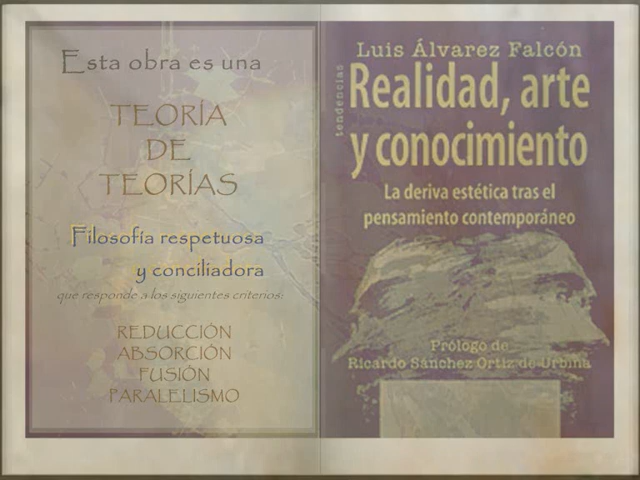 Esta obra es una
TEORÍA
DE
TEORÍAS
Filosofía respetuosa
y conciliadora
que responde a los siguientes criterios:
REDUCCIÓN
ABSORCIÓN
FUSIÓN
PARALELISMO
Luis Álvarez Falcón
tendencias
Realidad, arte
y conocimiento
La deriva estética tras el
pensamiento contemporáneo
Prólogo de
Ricardo Sánchez Ortiz de Urbina